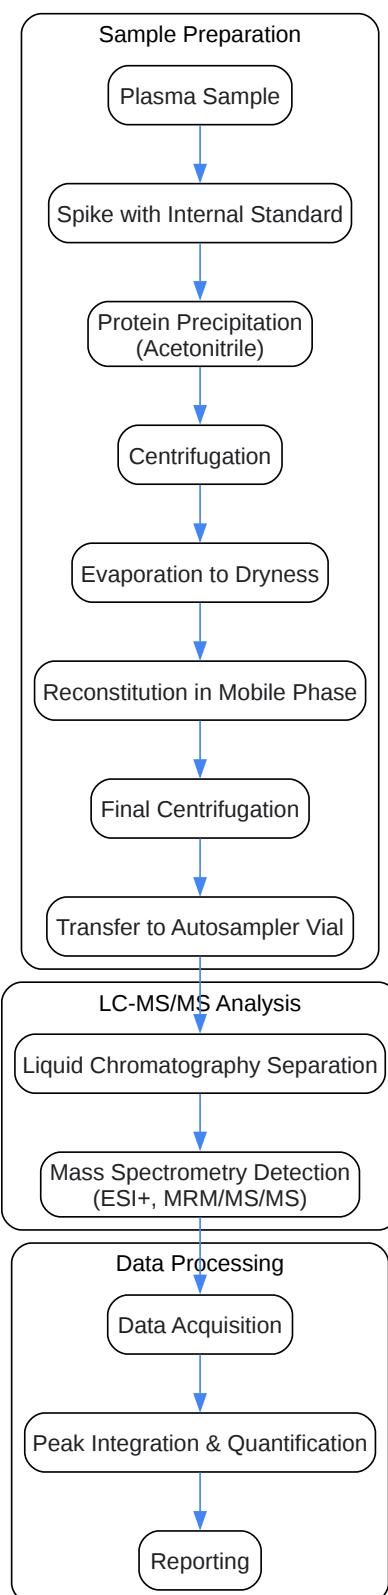 Sample Preparation
Plasma Sample
Spike with Internal Standard
Protein Precipitation
(Acetonitrile)
Centrifugation
Evaporation to Dryness
Reconstitution in Mobile Phase
Final Centrifugation
Transfer to Autosampler Vial
LC-MS/MS Analysis
Liquid Chromatography Separation
Mass Spectrometry Detection
(ESI+, MRM/MS/MS)
Data Processing
Data Acquisition
Peak Integration & Quantification
Reporting